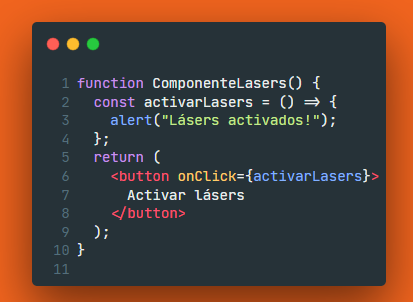 1 function ComponenteLasers() {
2   const activarLasers = () => {
3     alert("Lásers activados!");
4   };
5   return (
6     <button onClick={activarLasers}>
7       Activar lásers
8     </button>
9   );
10 }
11